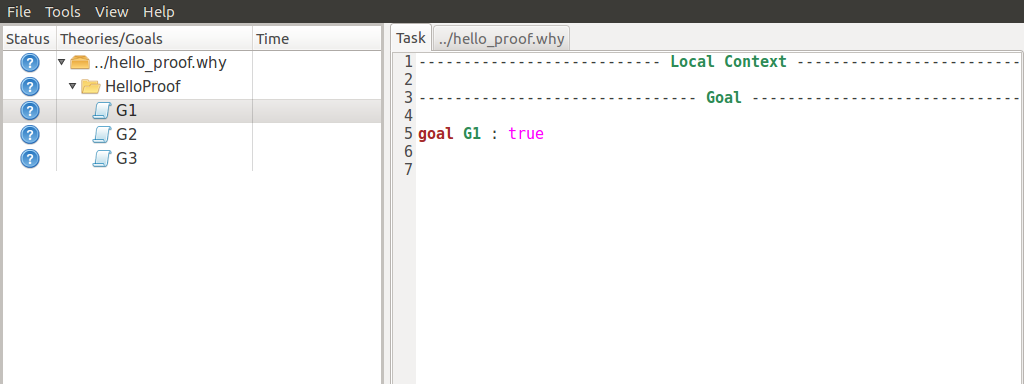 File Tools View Help
Status Theories/Goals Time
../hello_proof.why
HelloProof
G1
G2
G3
Task ../hello_proof.why
1 --------------------------- Local Context -------------------------
2
3 ------------------------------- Goal ------------------------------
4
5 goal G1 : true
6
7